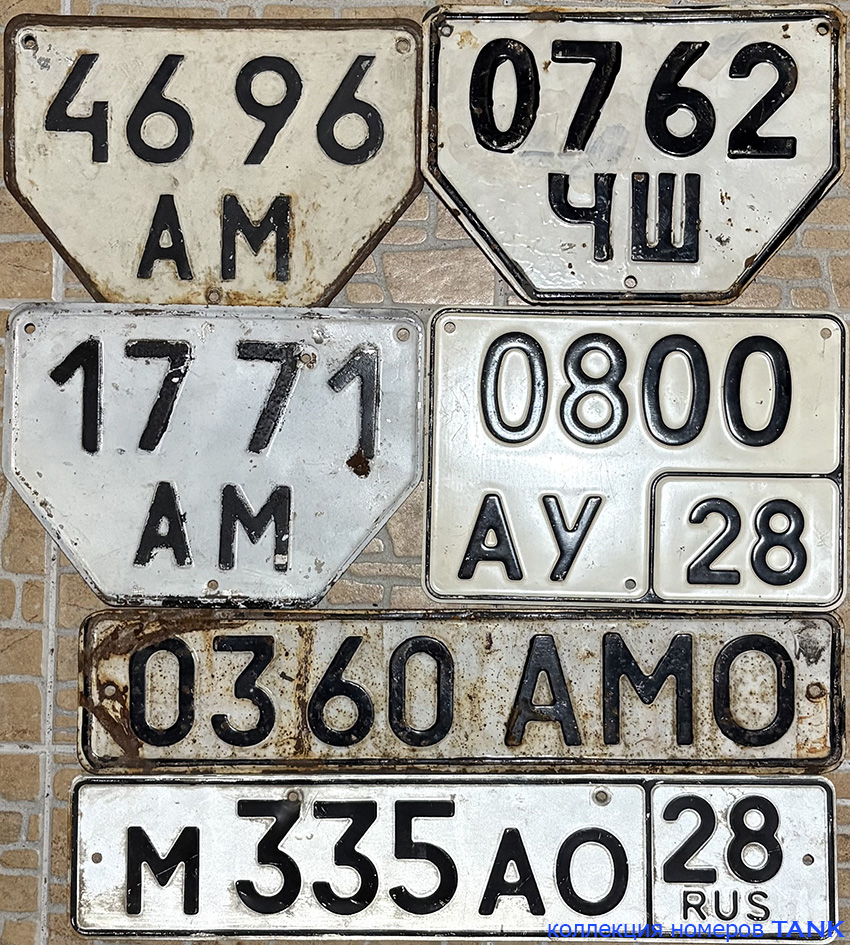 4696
АМ
0762
ЧШ
1771
АМ
0800
АУ 28
0360 АМО
М 335 АО 28
RUS
коллекция номеров TANK